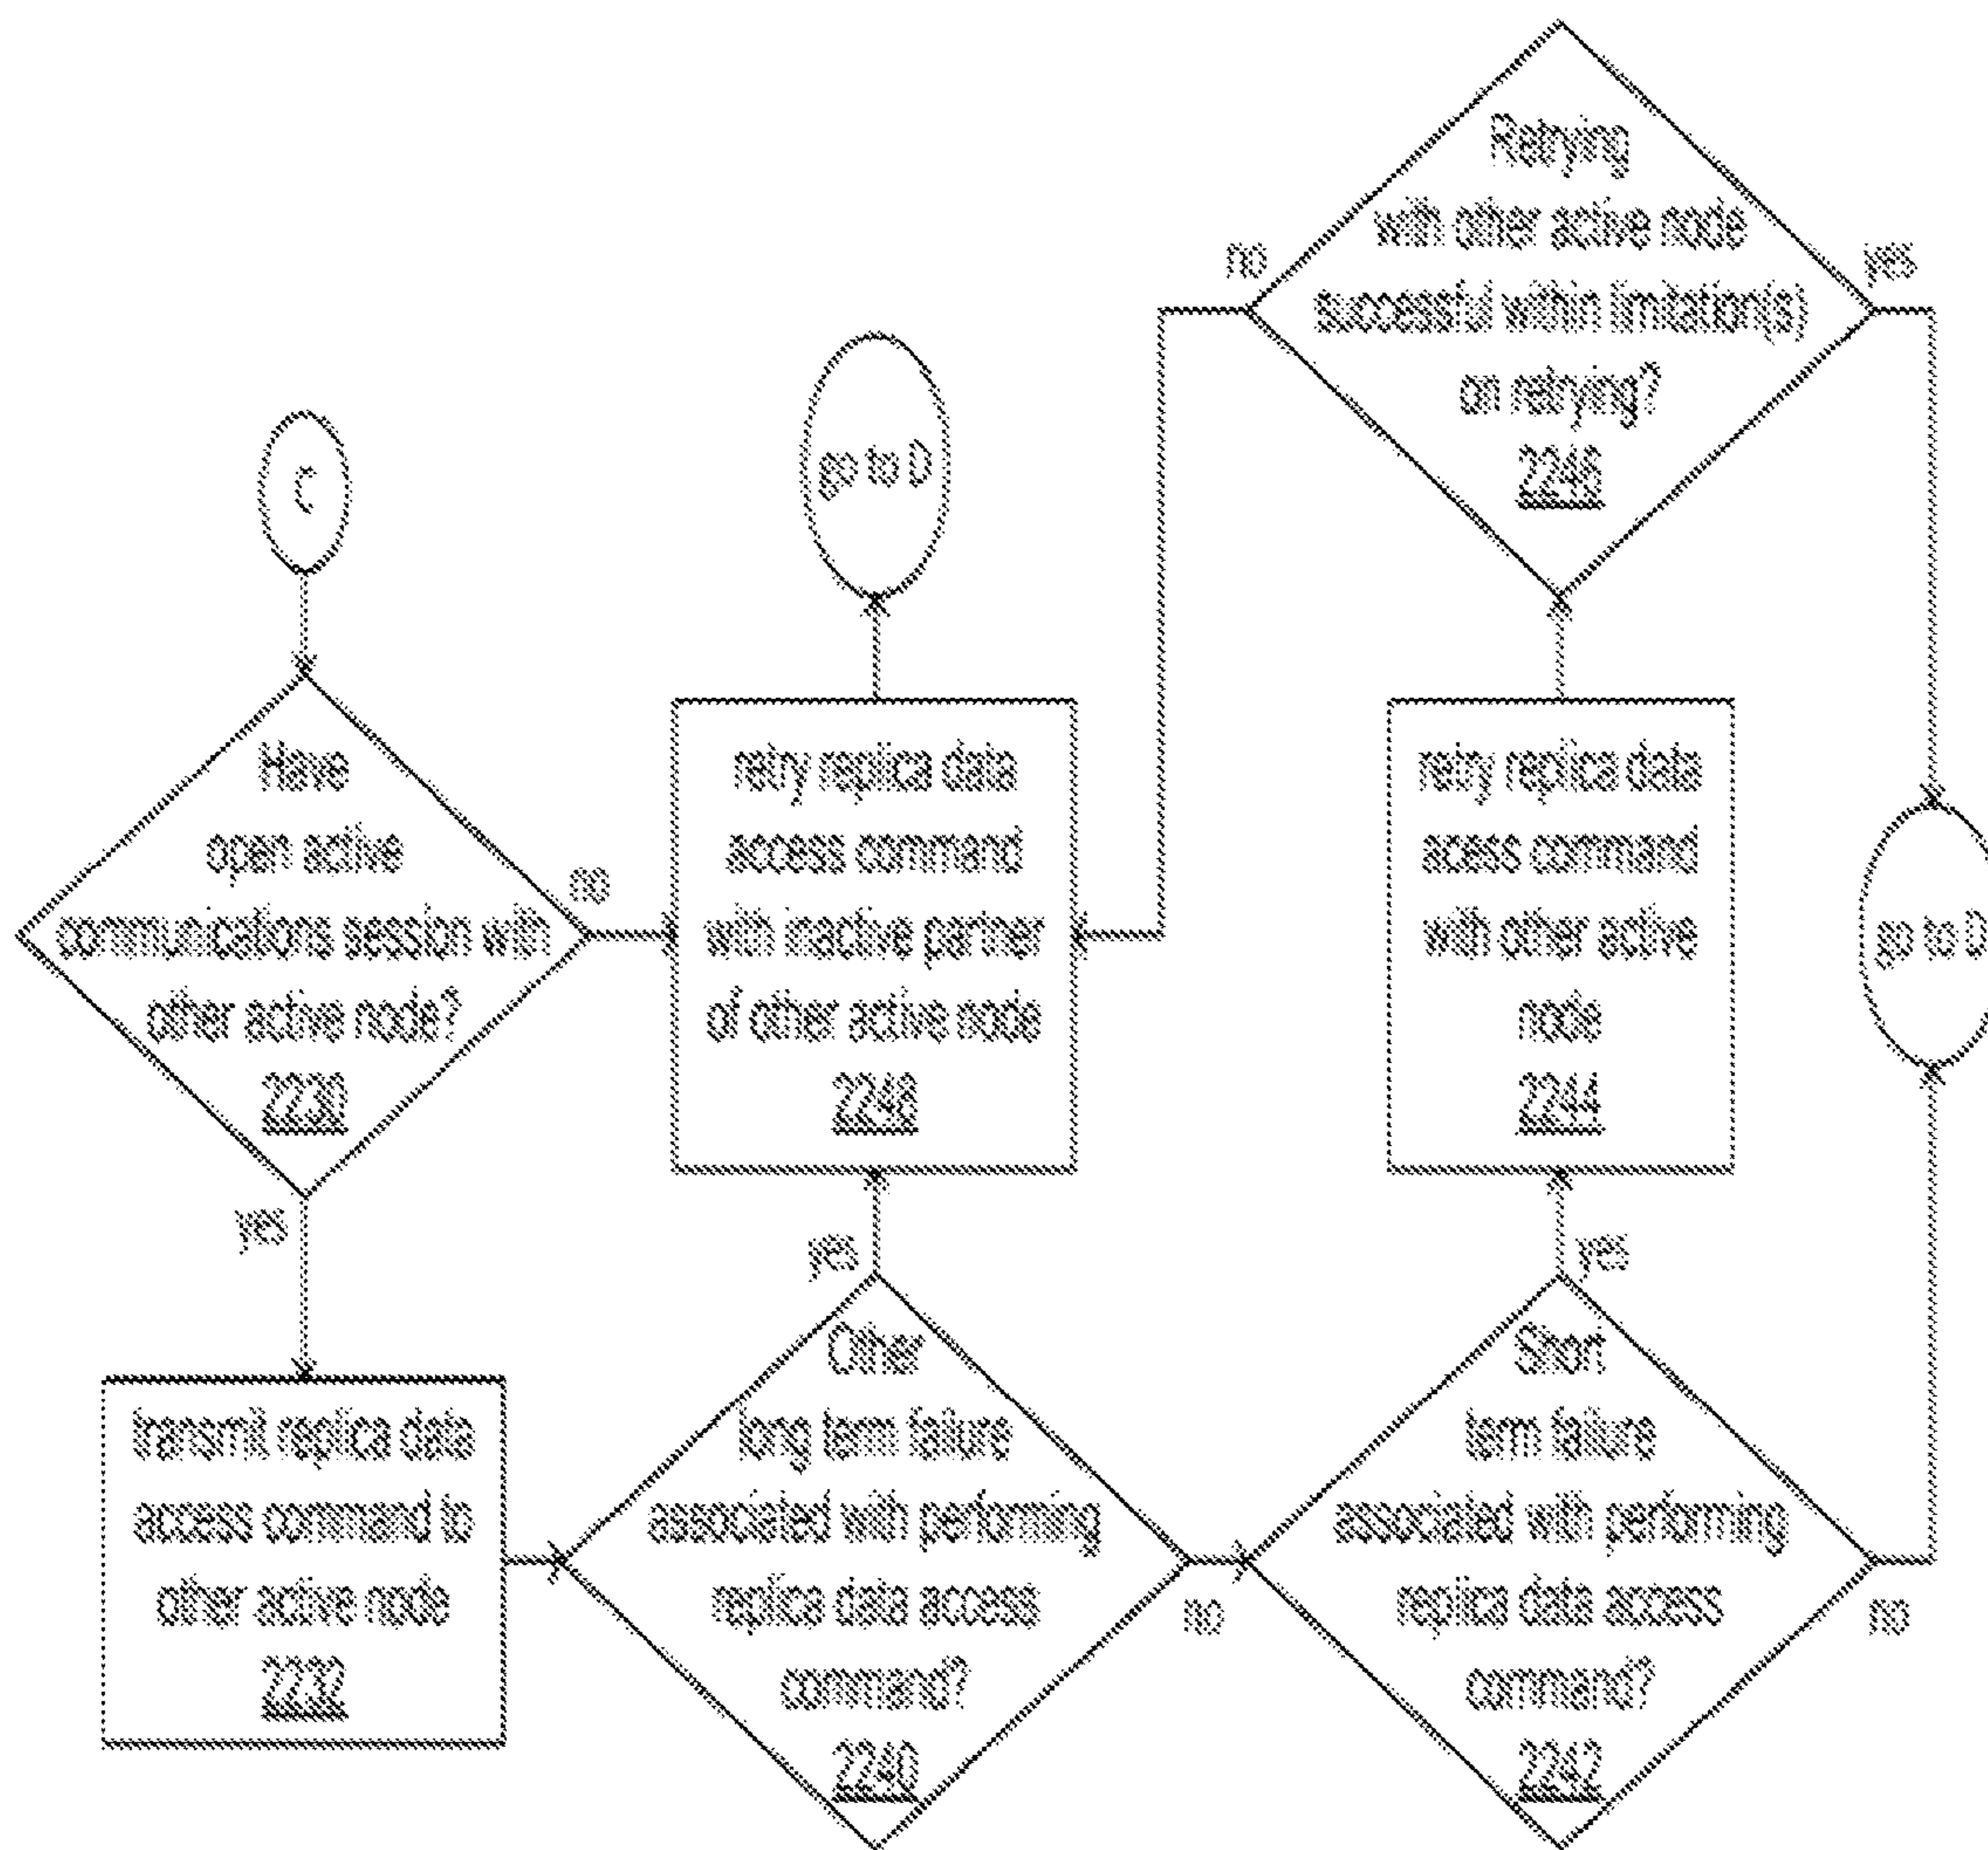 C
Have
open active
communications session with
other active node?
2230
no
yes
transmit replica data
access command to
other active node
2232
go to D
retry replica data
access command
with inactive partner
of other active node
2248
yes
Other
long term failure
associated with performing
replica data access
command?
2240
no
Retrying
with other active node
successful within limitation(s)
on retrying?
2246
no
yes
retry replica data
acess command
with other active
node
2244
yes
Short
term failure
associated with performing
replica data access
command?
2242
no
go to D